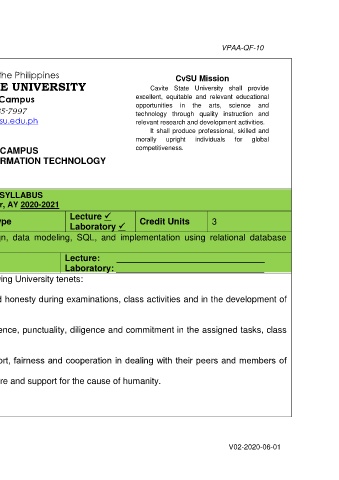 VPAA-QF-10
the Philippines
E UNIVERSITY
Campus
su.edu.ph
CAMPUS
RMATION TECHNOLOGY
CvSU Mission
Cavite State University shall provide
excellent, equitable and relevant educational
opportunities in the arts, science and
technology through quality instruction and
relevant research and development activities.
It shall produce professional, skilled and
morally upright individuals for global
competitiveness.
SYLLABUS
r, AY 2020-2021
ype
Lecture ✓
Laboratory ✓
Credit Units
3
gn, data modeling, SQL, and implementation using relational database
Lecture:
Laboratory:
ving University tenets:
d honesty during examinations, class activities and in the development of
ence, punctuality, diligence and commitment in the assigned tasks, class
ort, fairness and cooperation in dealing with their peers and members of
re and support for the cause of humanity.
V02-2020-06-01